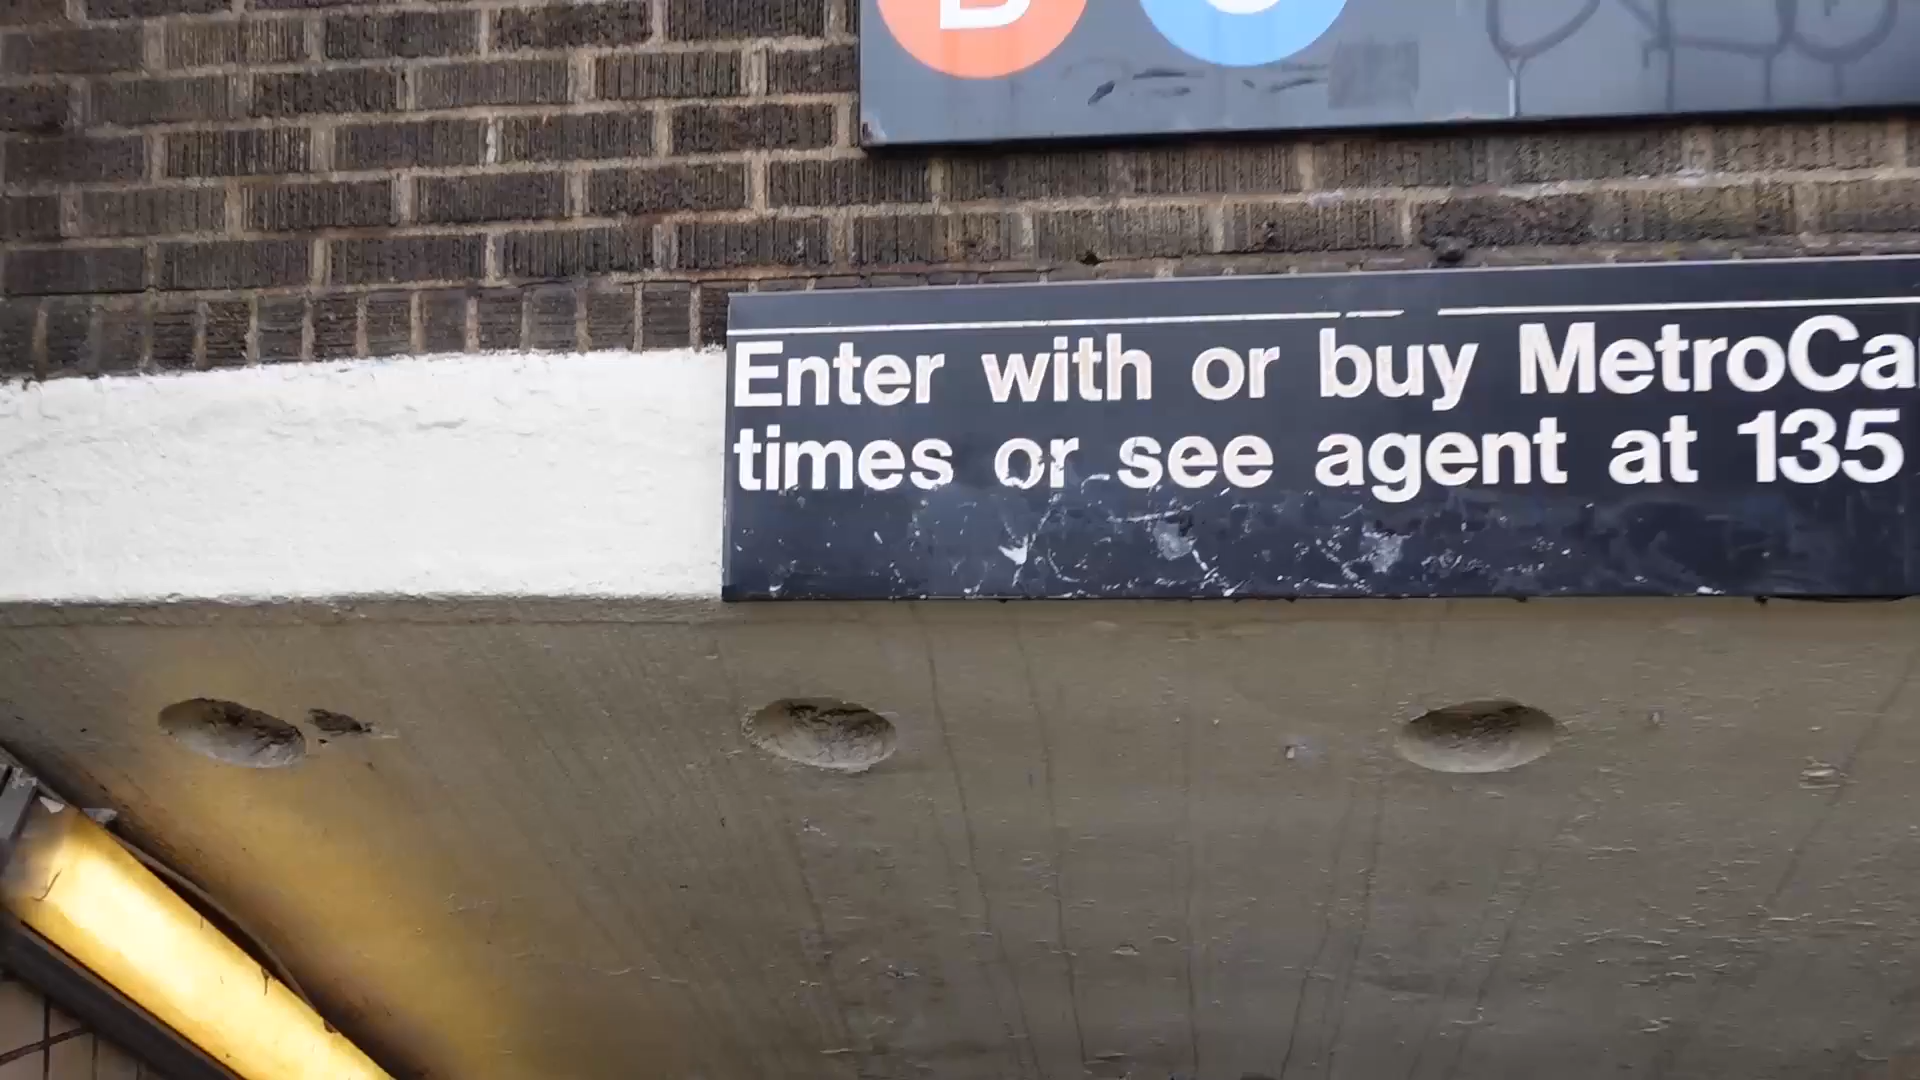 B
Enter with or buy MetroCa
times or see agent at 135